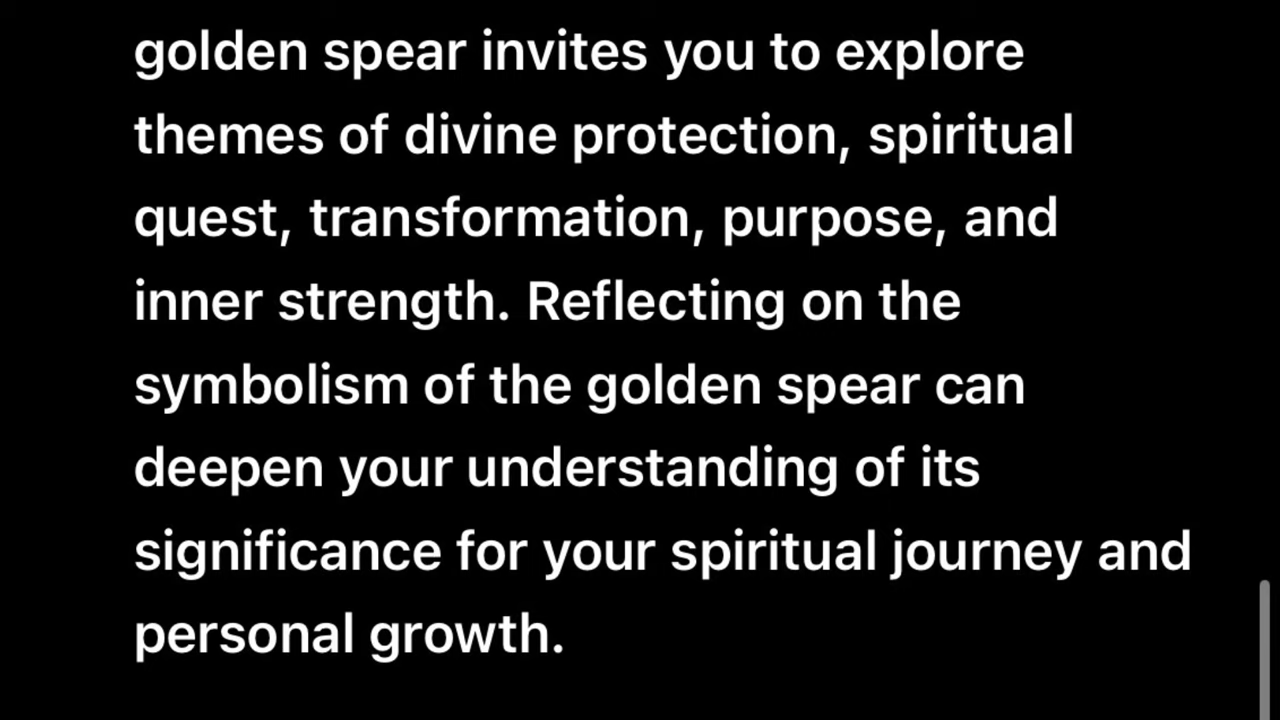 golden spear invites you to explore
themes of divine protection, spiritual
quest, transformation, purpose, and
inner strength. Reflecting on the
symbolism of the golden spear can
deepen your understanding of its
significance for your spiritual journey and
personal growth.